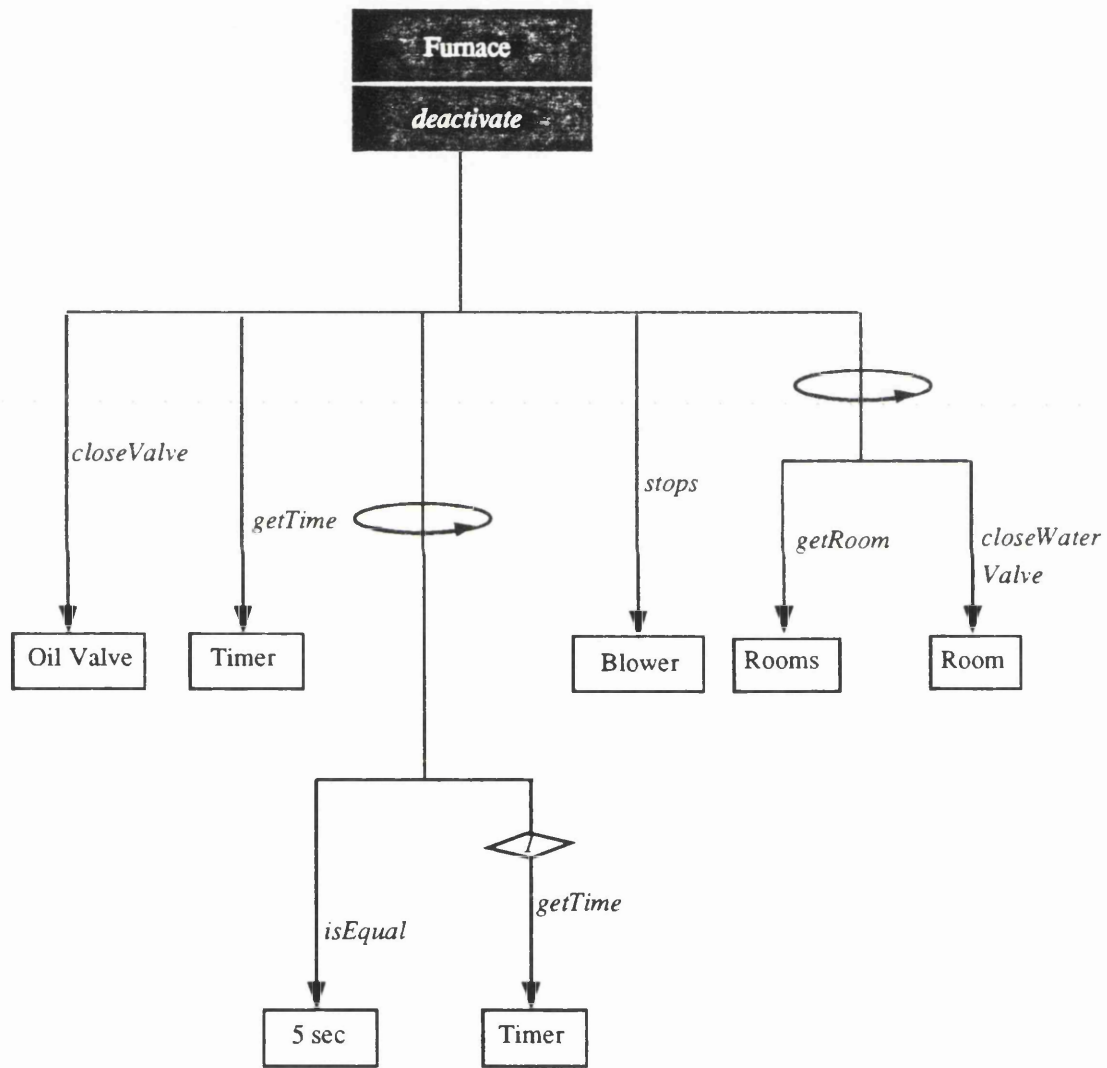 Furnace
deactivate
closeValve
getTime
stops
getRoom
closeWater
Valve
Oil Valve
Timer
Blower
Rooms
Room
1
getTime
isEqual
5 sec
Timer